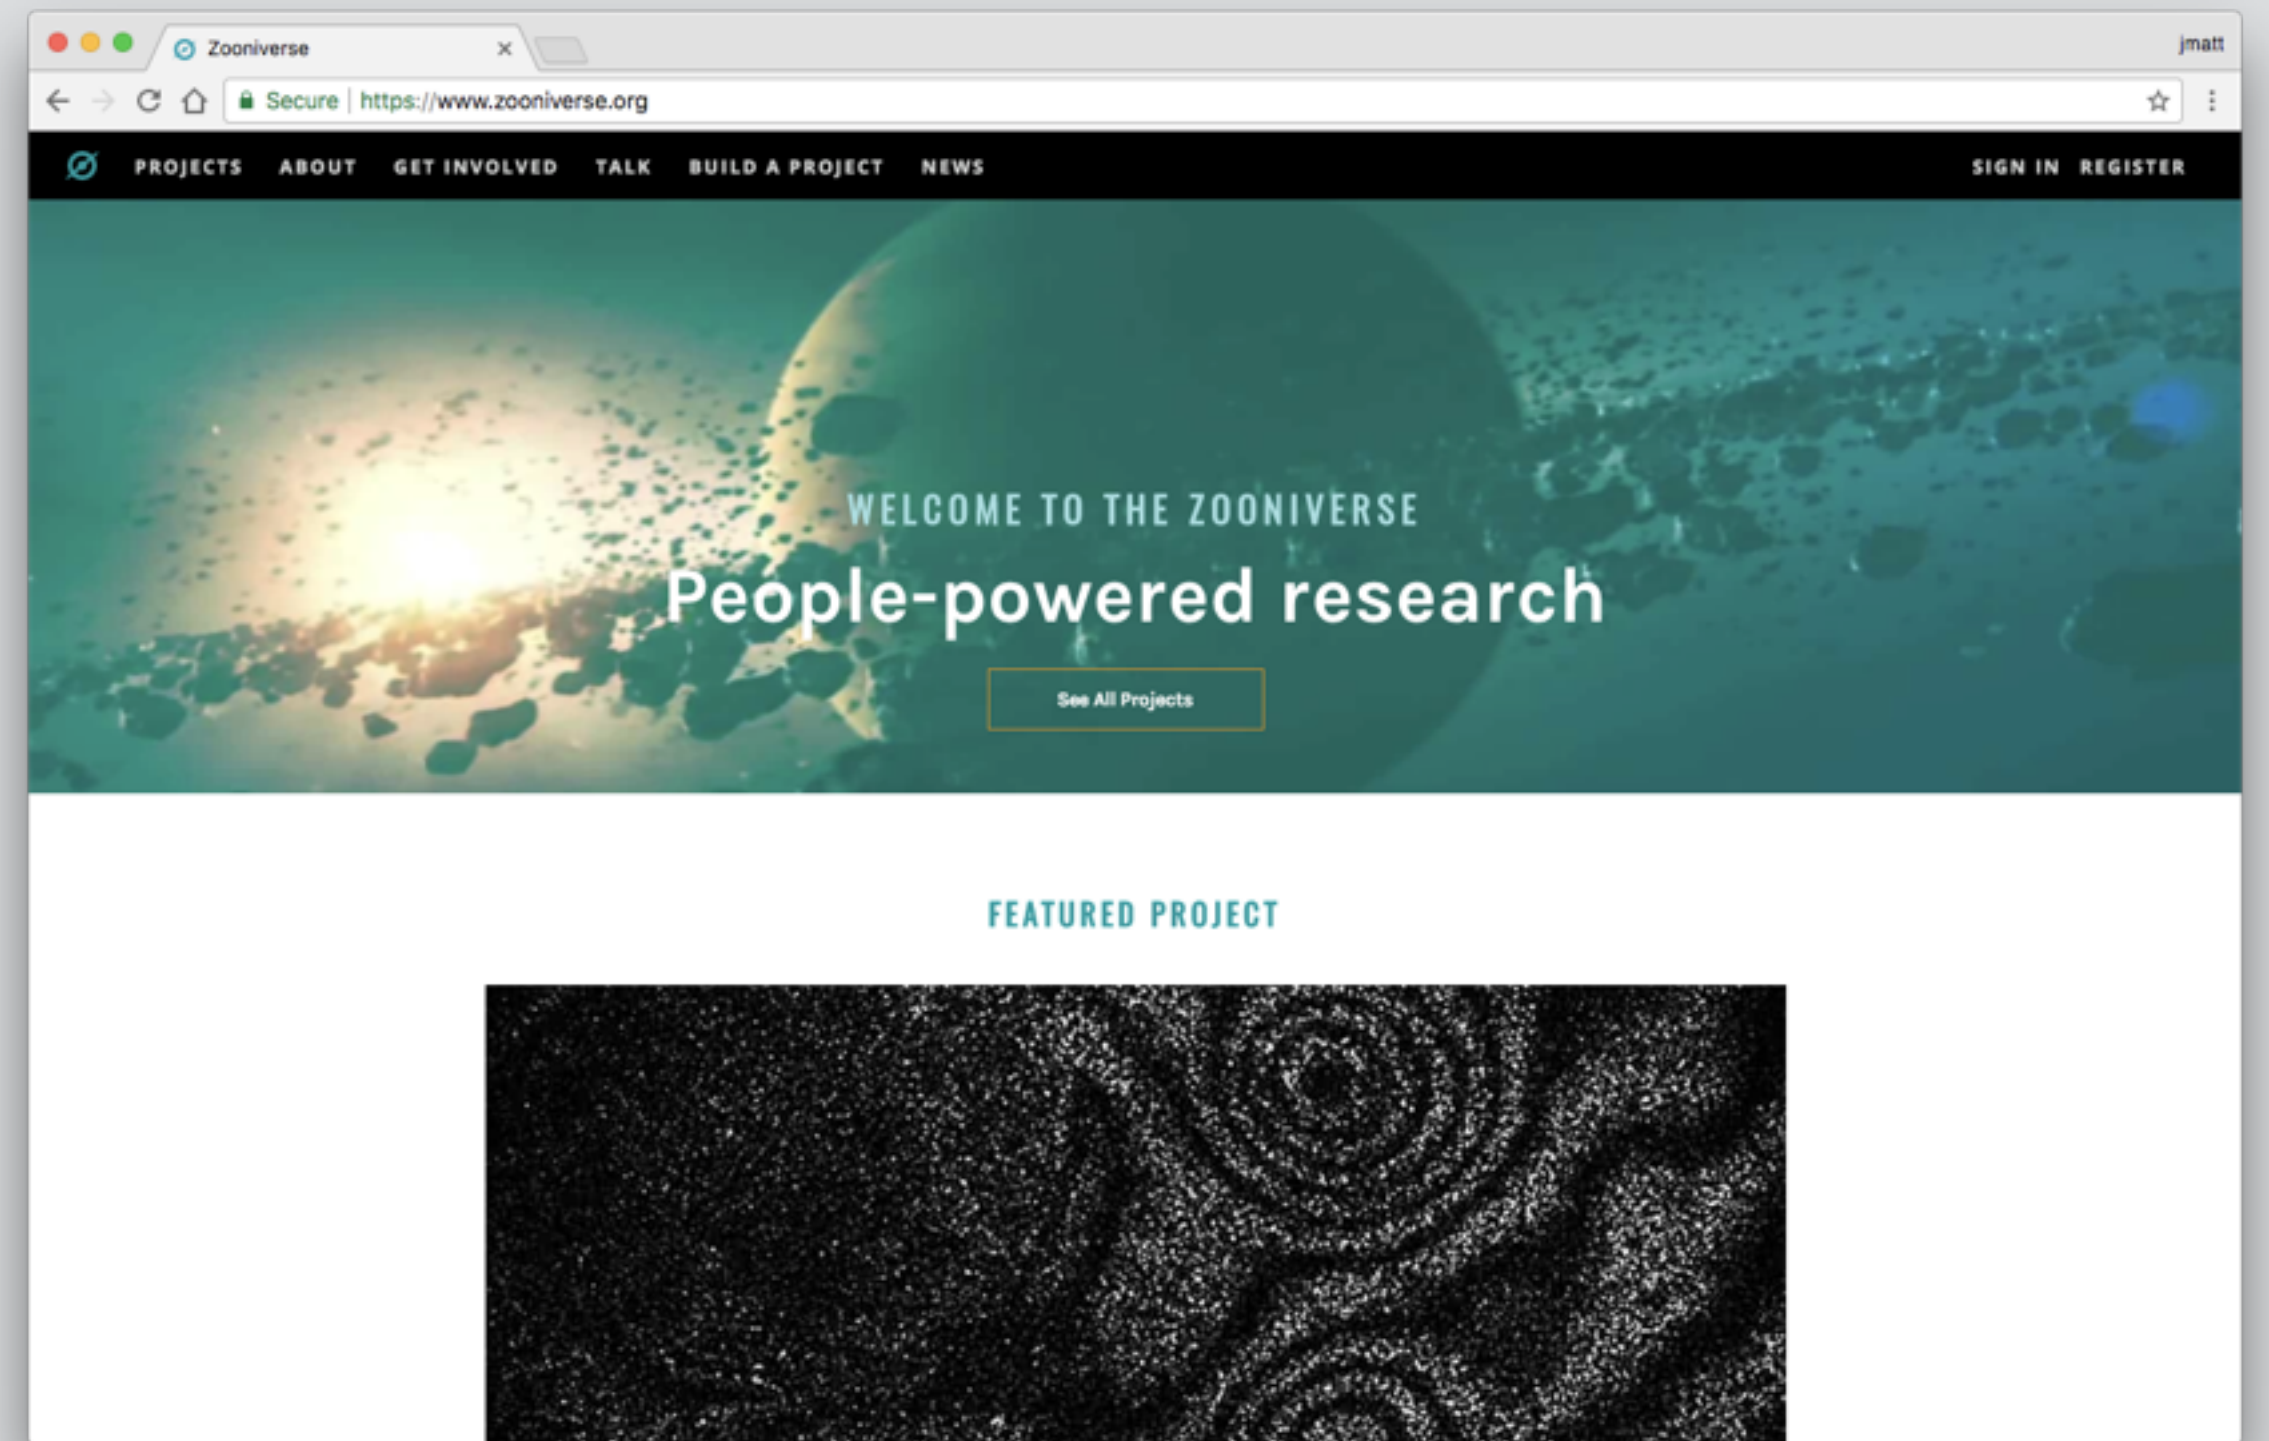 Zooniverse
jmatt
Secure https://www.zooniverse.org
PROJECTS ABOUT GET INVOLVED TALK BUILD A PROJECT NEWS SIGN IN REGISTER
WELCOME TO THE ZOONIVERSE
People-powered research
See All Projects
FEATURED PROJECT